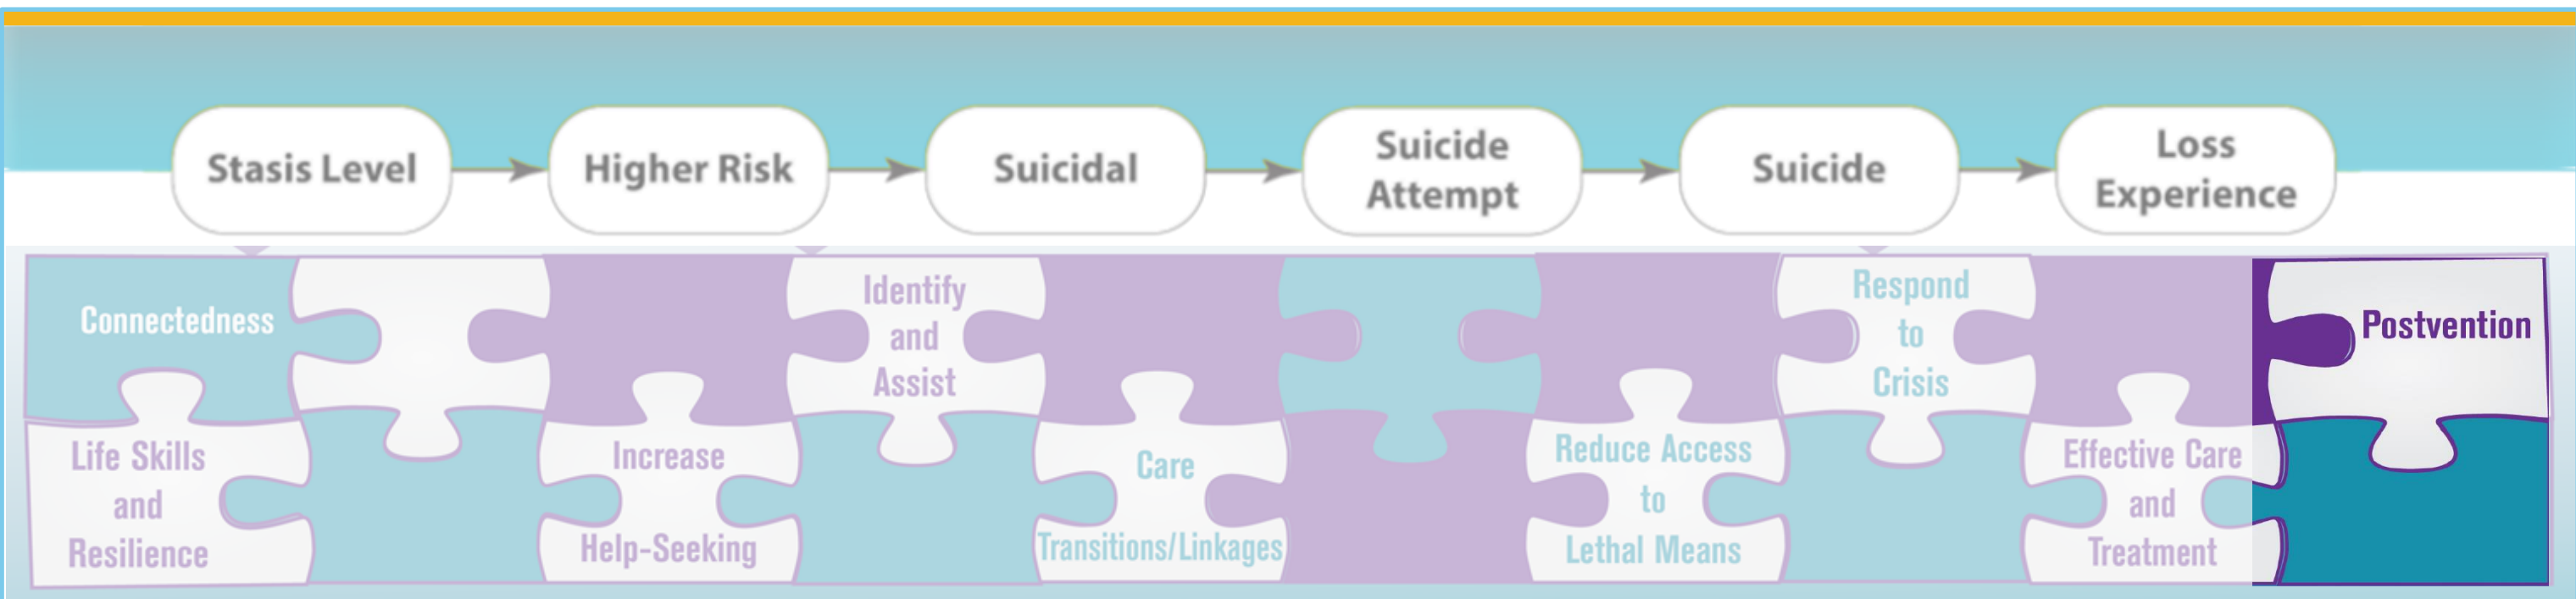 Stasis Level
Higher Risk
Suicidal
Suicide
Attempt
Suicide
Loss
Experience
Connectedness
Identify
and
Assist
Respond
to
Crisis
Postvention
Life Skills
and
Resilience
Increase
Help-Seeking
Care
Transitions/Linkages
Reduce Access
to
Lethal Means
Effective Care
and
Treatment